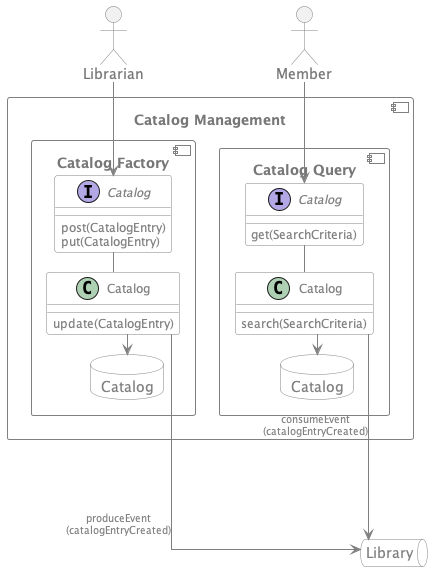 Librarian
Member
Catalog Management
Catalog Factory
I
Catalog
post(CatalogEntry)
put(CatalogEntry)
C
Catalog
update(CatalogEntry)
Catalog
Catalog Query
I
Catalog
get(SearchCriteria)
C
Catalog
search(SearchCriteria)
Catalog
consumeEvent
(catalogEntryCreated)
produceEvent
(catalogEntryCreated)
Library